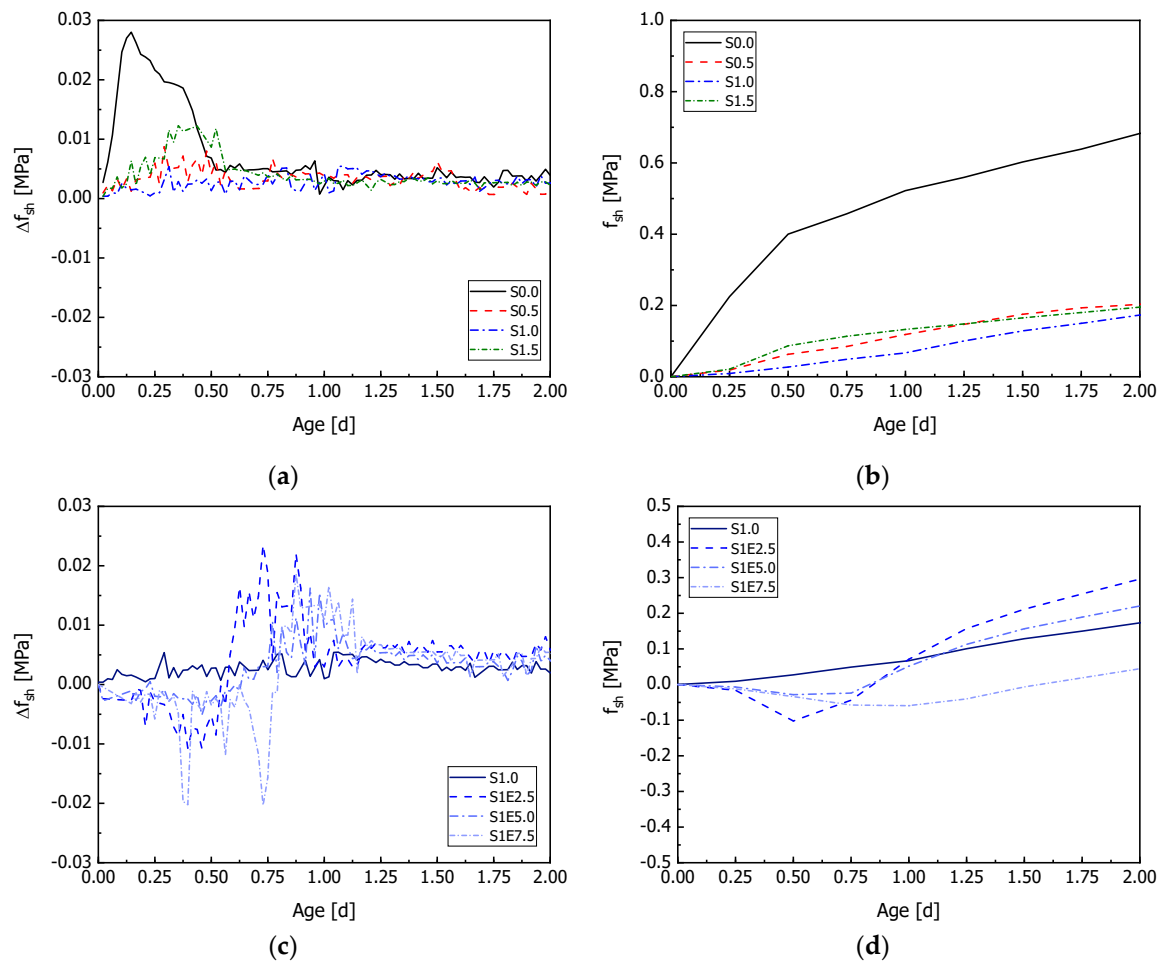 0.03
0.02
0.01
0.00
-0.01
-0.02
-0.03
Δf_sh [MPa]
S0.0
S0.5
S1.0
S1.5
0.00 0.25 0.50 0.75 1.00 1.25 1.50 1.75 2.00
Age [d]
(a)
1.0
0.8
0.6
0.4
0.2
0.0
f_sh [MPa]
S0.0
S0.5
S1.0
S1.5
0.00 0.25 0.50 0.75 1.00 1.25 1.50 1.75 2.00
Age [d]
(b)
0.03
0.02
0.01
0.00
-0.01
-0.02
-0.03
Δf_sh [MPa]
S1.0
S1E2.5
S1E5.0
S1E7.5
0.00 0.25 0.50 0.75 1.00 1.25 1.50 1.75 2.00
Age [d]
(c)
0.5
0.4
0.3
0.2
0.1
0.0
-0.1
-0.2
-0.3
-0.4
-0.5
f_sh [MPa]
S1.0
S1E2.5
S1E5.0
S1E7.5
0.00 0.25 0.50 0.75 1.00 1.25 1.50 1.75 2.00
Age [d]
(d)